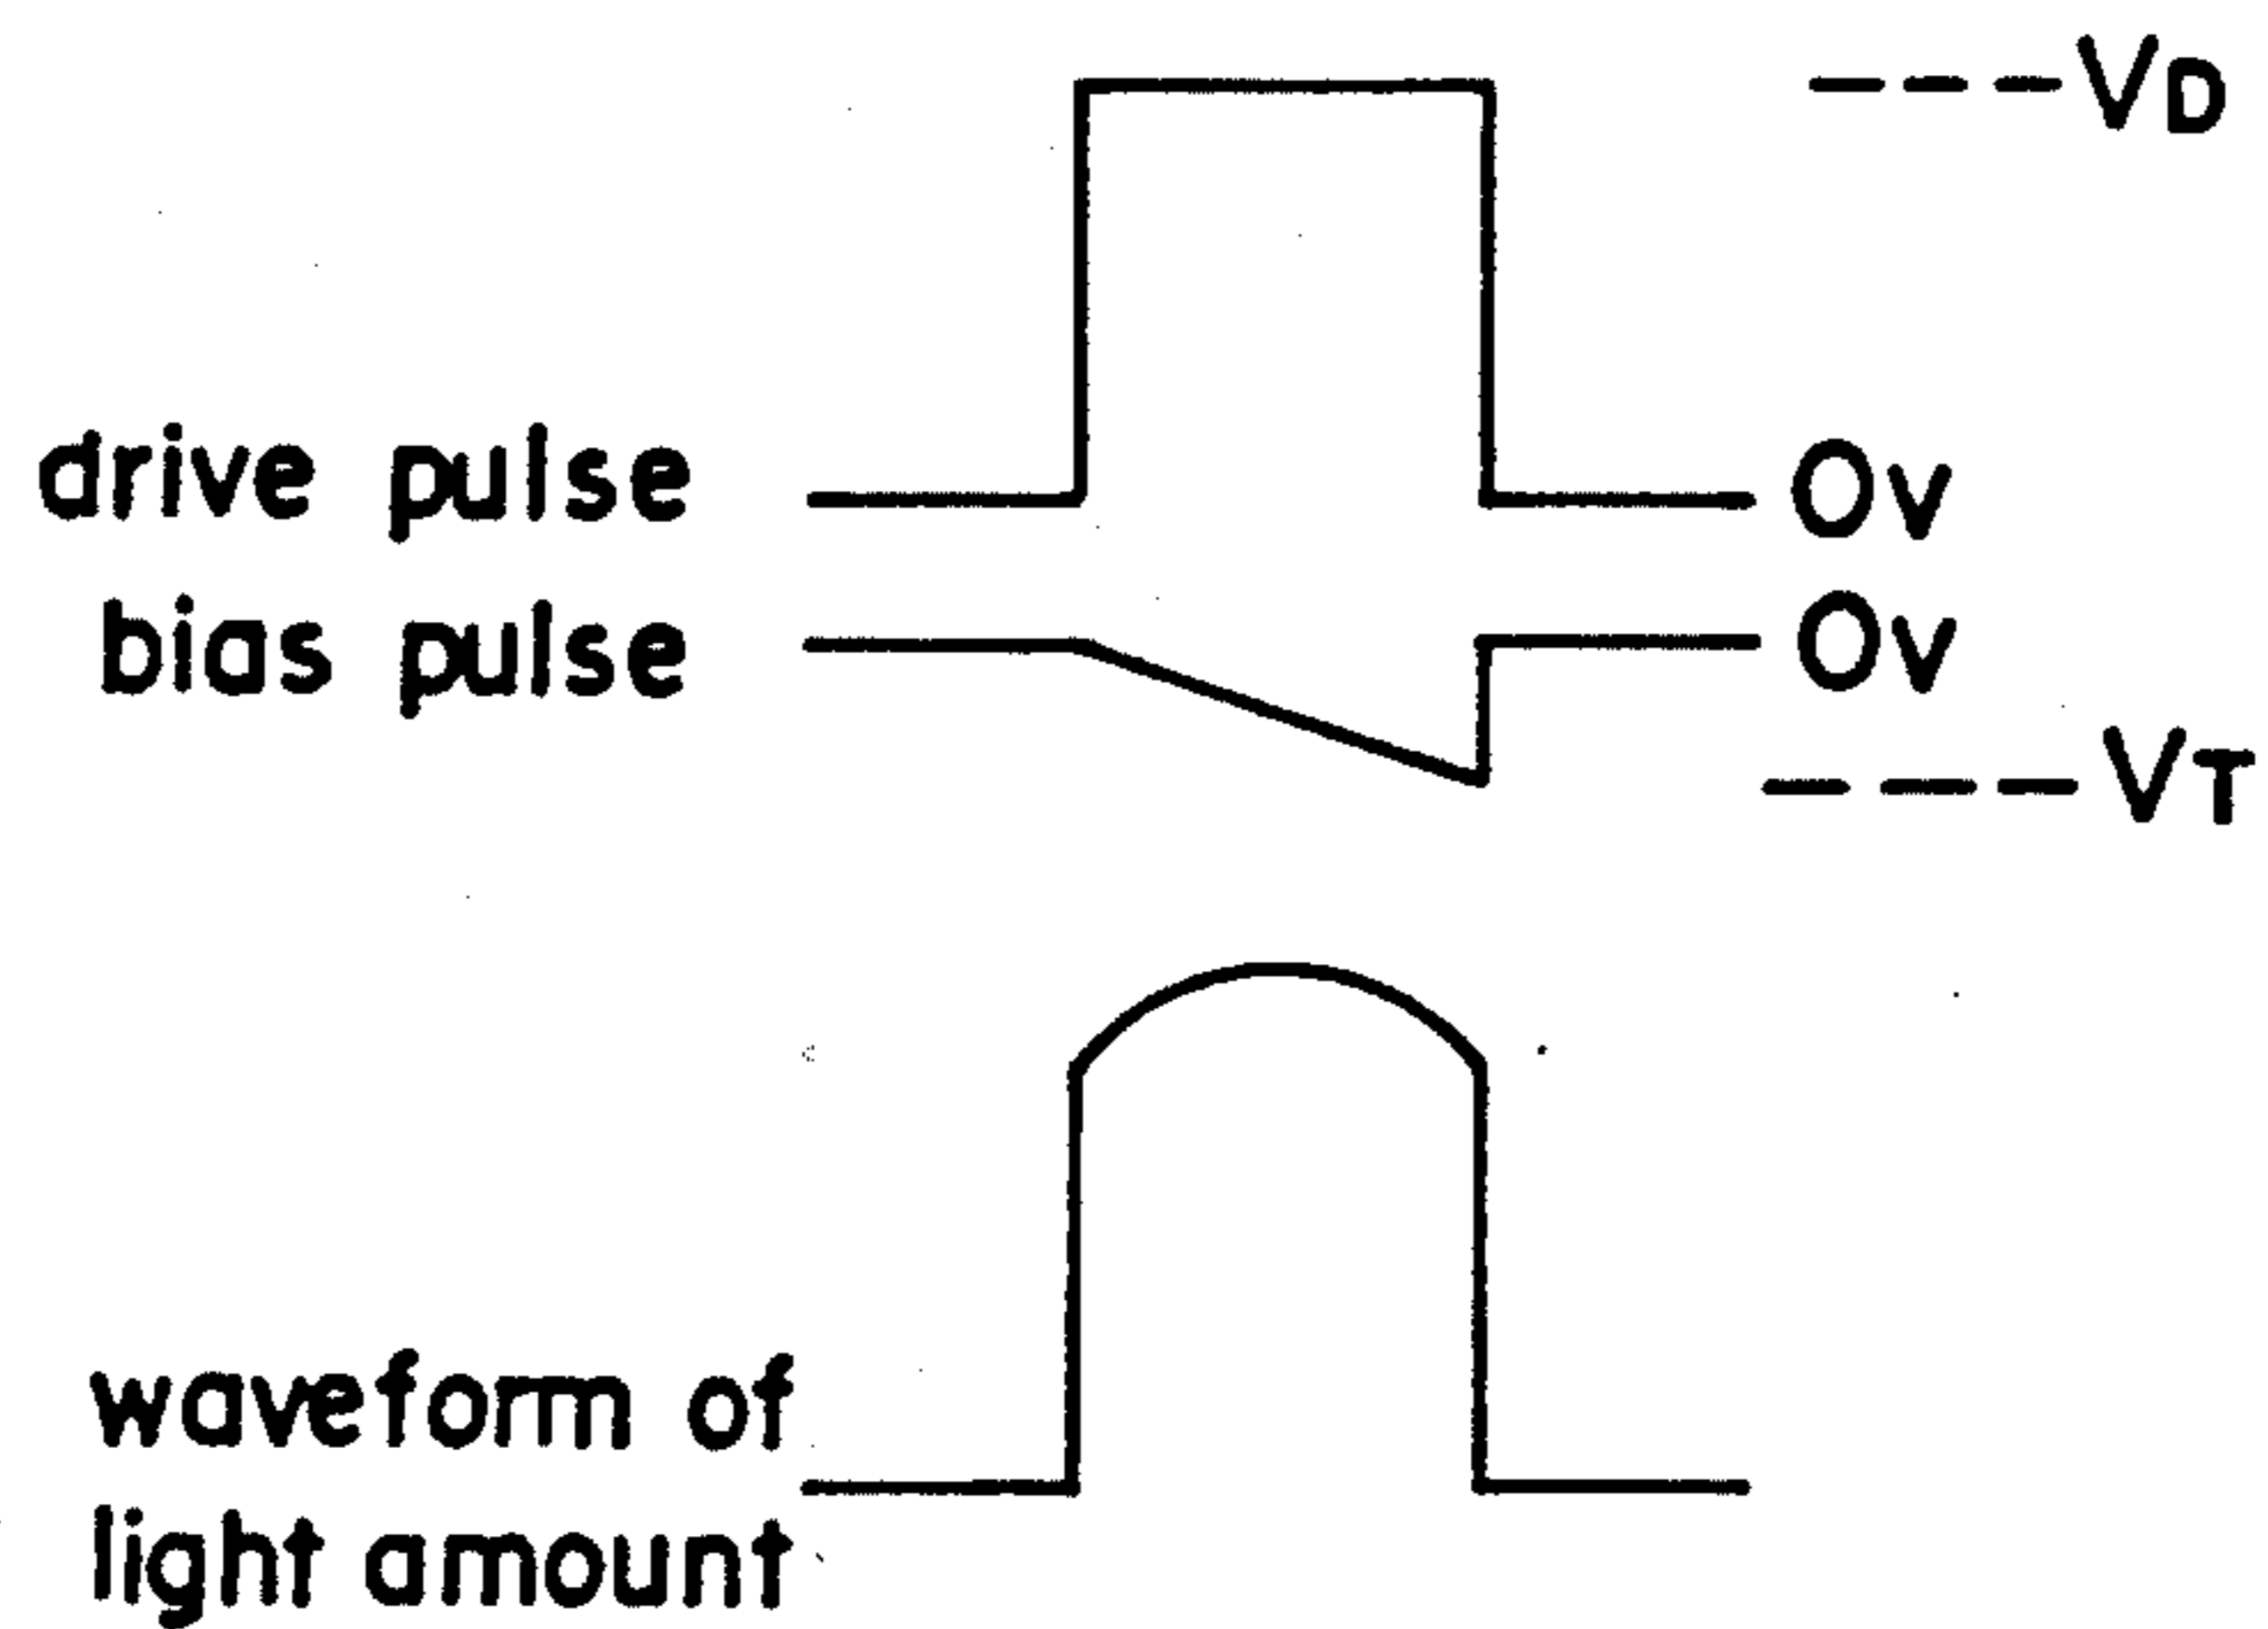 VD
drive pulse
0v
bias pulse
0v
VT
waveform of
light amount